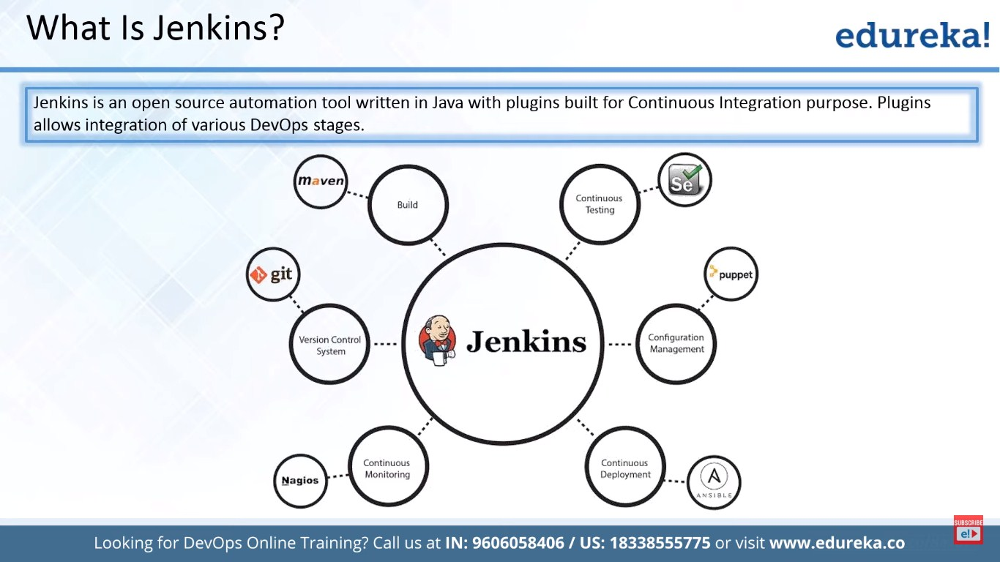 What Is Jenkins?
edureka!
Jenkins is an open source automation tool written in Java with plugins built for Continuous Integration purpose. Plugins
allows integration of various DevOps stages.
maven
Build
Continuous
Testing
Se
git
puppet
Version Control
System
Jenkins
Configuration
Management
Continuous
Monitoring
Nagios
Continuous
Deployment
A
ANSIBLE
SUBSCRIBE
e!
Looking for DevOps Online Training? Call us at IN: 9606058406 / US: 18338555775 or visit www.edureka.co